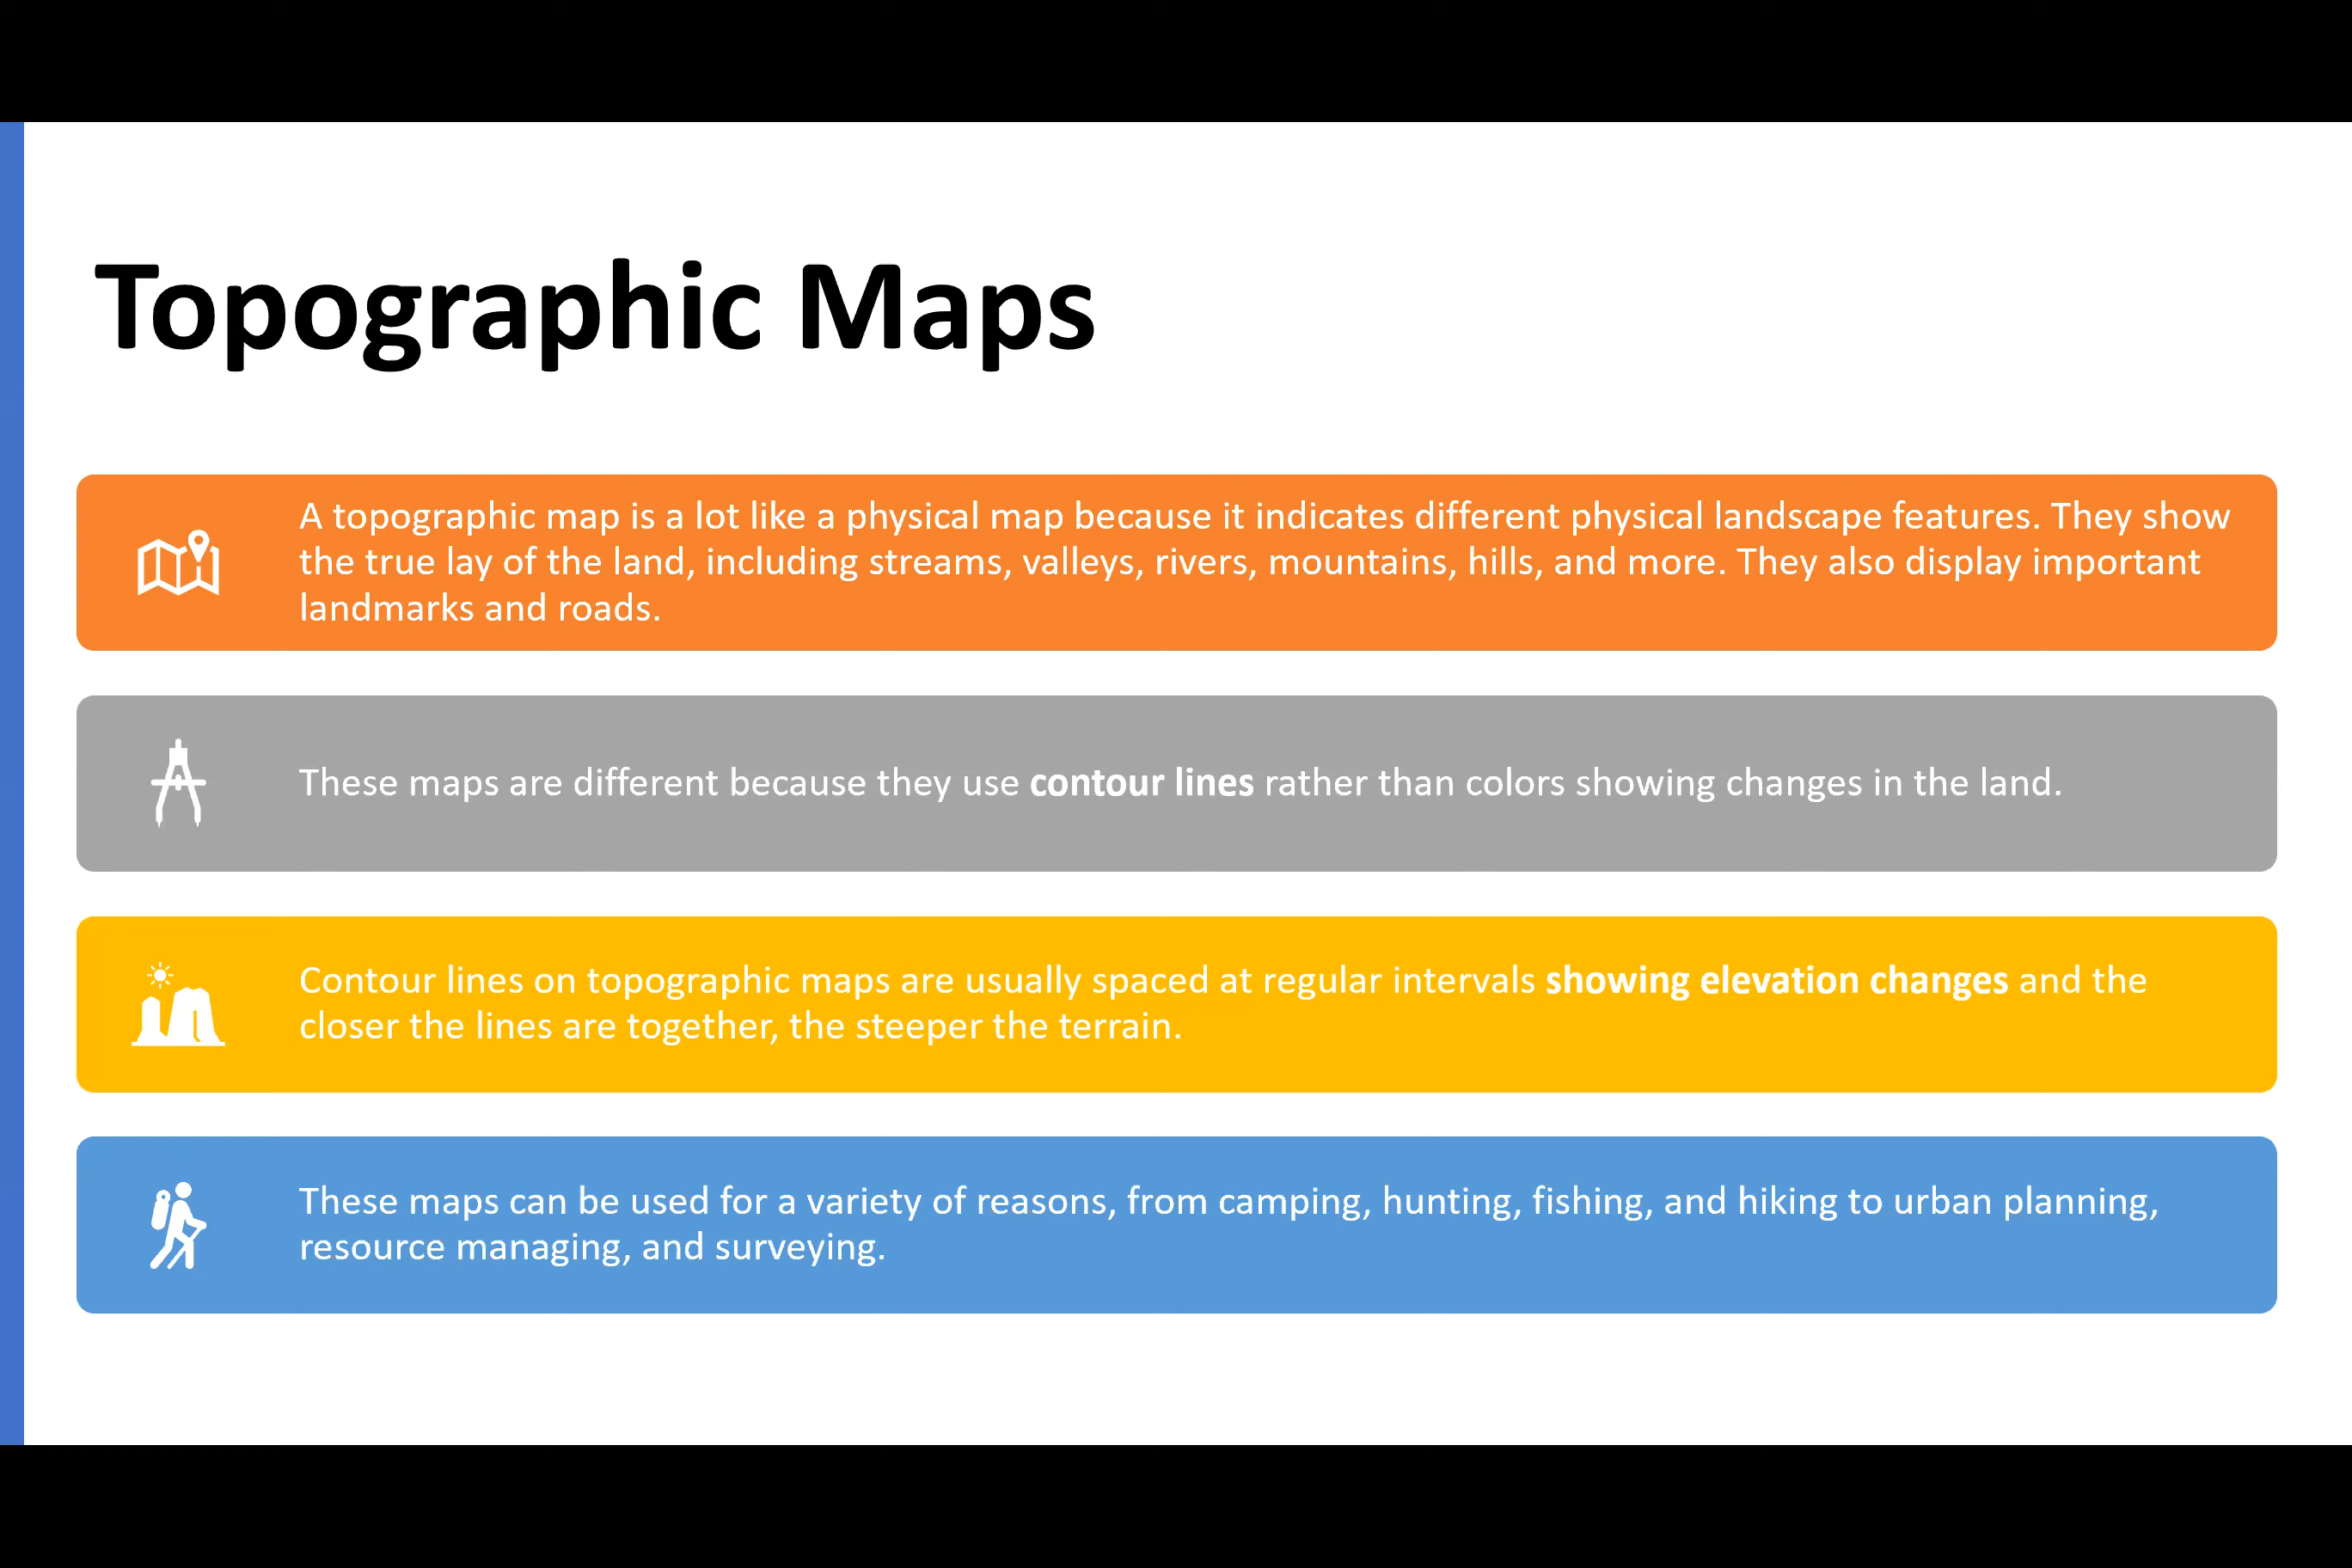 Topographic Maps
A topographic map is a lot like a physical map because it indicates different physical landscape features. They show
the true lay of the land, including streams, valleys, rivers, mountains, hills, and more. They also display important
landmarks and roads.
These maps are different because they use contour lines rather than colors showing changes in the land.
Contour lines on topographic maps are usually spaced at regular intervals showing elevation changes and the
closer the lines are together, the steeper the terrain.
These maps can be used for a variety of reasons, from camping, hunting, fishing, and hiking to urban planning,
resource managing, and surveying.